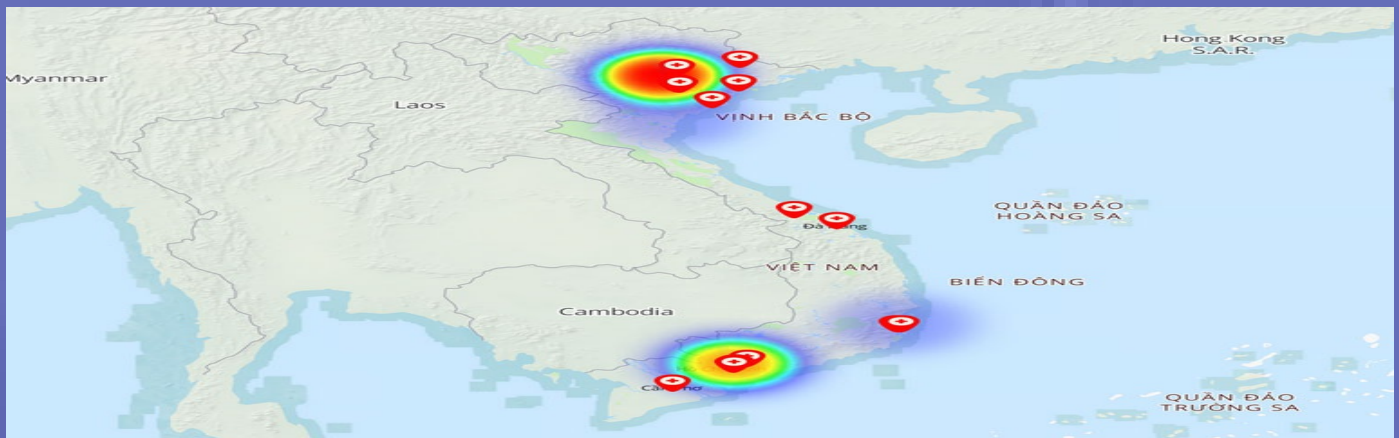 Hong Kong
S.A.R.
Myanmar
Laos
VỊNH BẮC BỘ
QUẦN ĐẢO
HOÀNG SA
VIỆT NAM
BIỂN ĐÔNG
Cambodia
QUẦN ĐẢO
TRƯỜNG SA